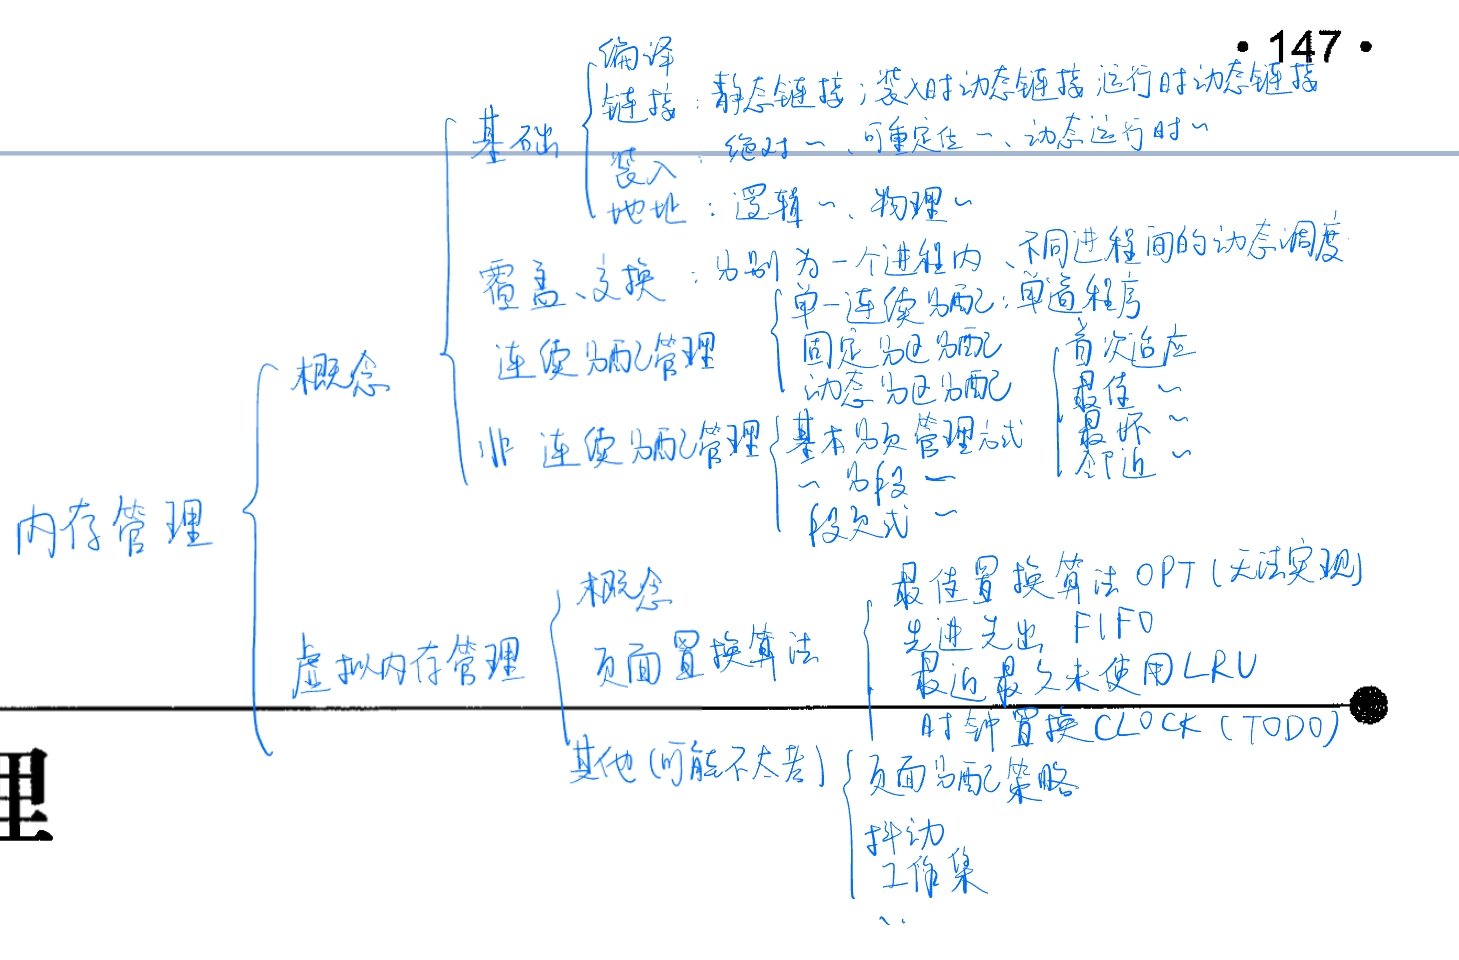 • 147 •
编译
链接：静态链接；装入时动态链接 运行时动态链接
基础
装入：绝对～、可重定位～、动态运行时～
地址：逻辑～、物理～
覆盖、交换：分别为一个进程内、不同进程间的动态调度
单一连续分配：单道程序
连续分配管理
固定分区分配
动态分区分配
首次适应
最佳～
最坏～
邻近～
概念
非连续分配管理
基本分页管理方式
～分段～
段页式～
内存管理
虚拟内存管理
概念
页面置换算法
最佳置换算法 OPT（无法实现）
先进先出 FIFO
最近最久未使用 LRU
时钟置换 CLOCK（TODO）
其他（可能不太考）
页面分配策略
抖动
工作集
理